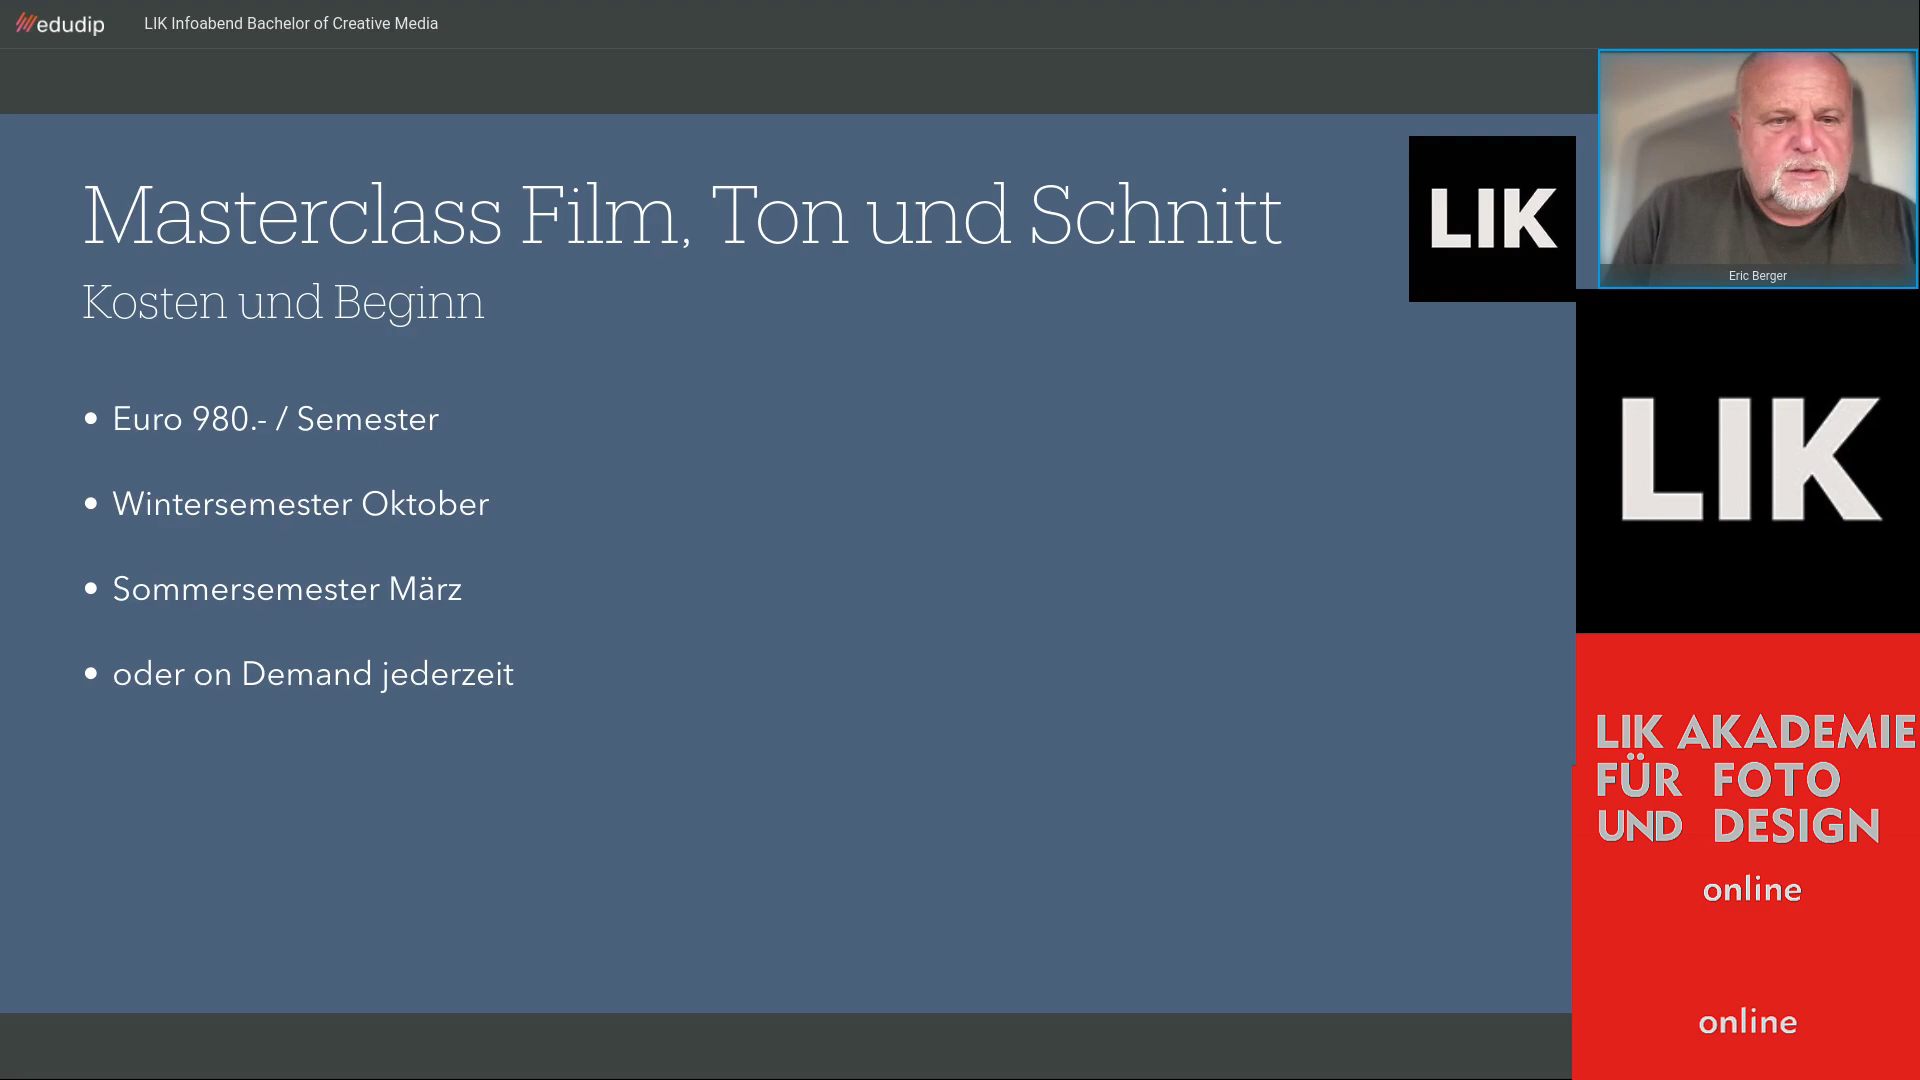 edudip
LIK Infoabend Bachelor of Creative Media
Masterclass Film, Ton und Schnitt
Kosten und Beginn
• Euro 980.- / Semester
• Wintersemester Oktober
• Sommersemester März
• oder on Demand jederzeit
LIK
Eric Berger
LIK
LIK AKADEMIE
FÜR FOTO
UND DESIGN
online
online